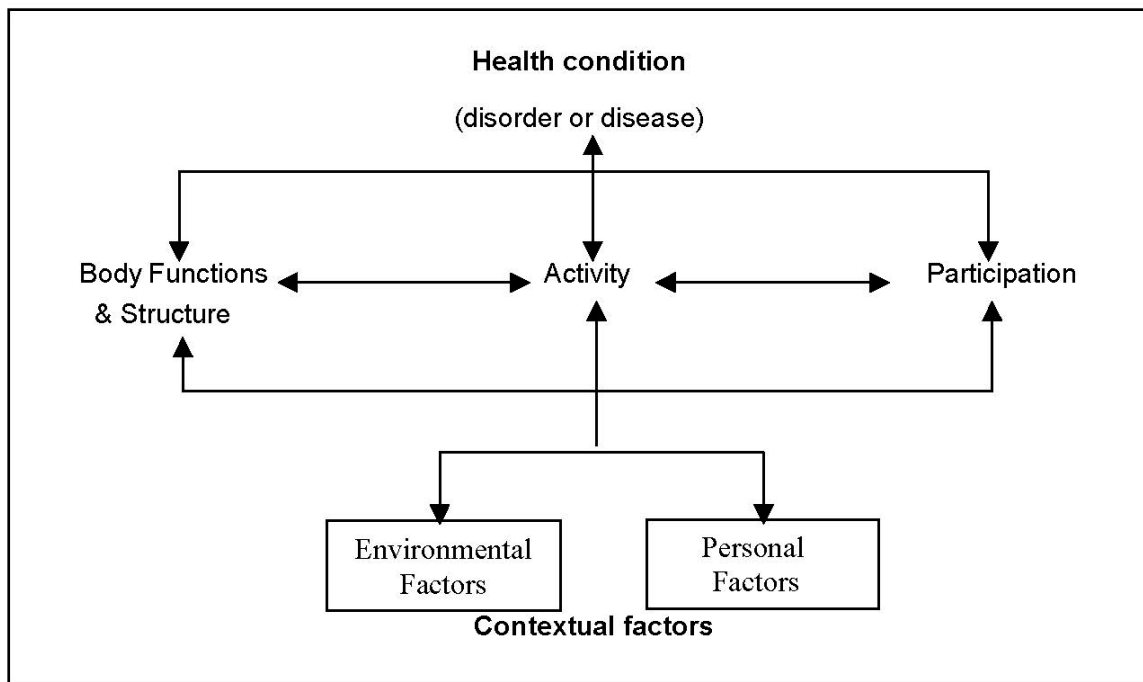 Health condition
(disorder or disease)
Body Functions
& Structure
Activity
Participation
Environmental
Factors
Personal
Factors
Contextual factors